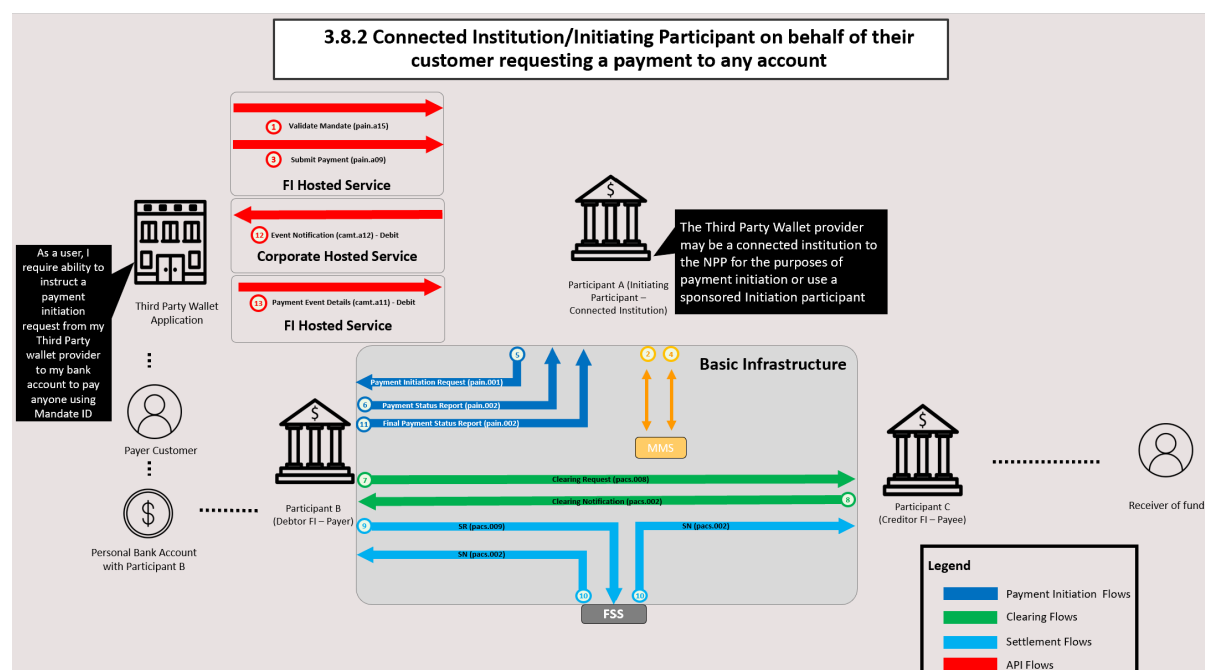 3.8.2 Connected Institution/Initiating Participant on behalf of their
customer requesting a payment to any account
1 Validate Mandate (pain.a15)
3 Submit Payment (pain.a09)
FI Hosted Service
12 Event Notification (camt.a12) - Debit
Corporate Hosted Service
13 Payment Event Details (camt.a11) - Debit
FI Hosted Service
As a user, I
require ability to
instruct a
payment
initiation
request from my
Third Party
wallet provider
to my bank
account to pay
anyone using
Mandate ID
Third Party Wallet
Application
$
Participant A (Initiating
Participant –
Connected Institution)
The Third Party Wallet provider
may be a connected institution to
the NPP for the purposes of
payment initiation or use a
sponsored Initiation participant
Basic Infrastructure
5
2
4
Payment Initiation Request (pain.001)
6 Payment Status Report (pain.002)
11 Final Payment Status Report (pain.002)
MMS
Payer Customer
$
Participant B
(Debtor FI – Payer)
7 Clearing Request (pacs.008)
Clearing Notification (pacs.002) 8
9 SR (pacs.009)
SN (pacs.002)
SN (pacs.002)
10
10
FSS
$
Personal Bank Account
with Participant B
$
Participant C
(Creditor FI – Payee)
Receiver of fund
Legend
Payment Initiation Flows
Clearing Flows
Settlement Flows
API Flows